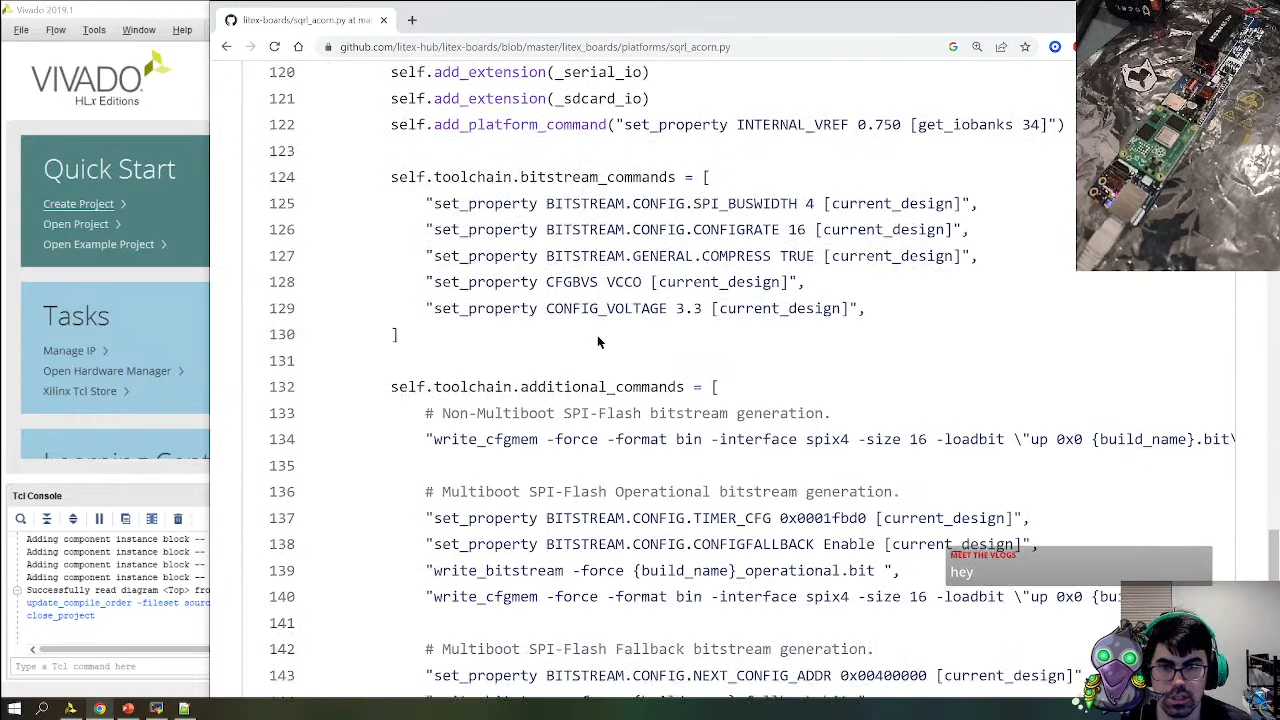 Vivado 2019.1
File Flow Tools Window Help
VIVADO
HLx Editions
Quick Start
Create Project
Open Project
Open Example Project
Tasks
Manage IP
Open Hardware Manager
Xilinx Tcl Store
Tcl Console
Adding component instance block --
Adding component instance block --
Adding component instance block --
Adding component instance block --
Successfully read diagram <Top> fro
update_compile_order -fileset sourc
close_project
Type a Tcl command here
litex-boards/sqrl_acorn.py at ma
github.com/litex-hub/litex-boards/blob/master/litex_boards/platforms/sqrl_acorn.py
120 self.add_extension(_serial_io)
121 self.add_extension(_sdcard_io)
122 self.add_platform_command("set_property INTERNAL_VREF 0.750 [get_iobanks 34]")
123
124 self.toolchain.bitstream_commands = [
125 "set_property BITSTREAM.CONFIG.SPI_BUSWIDTH 4 [current_design]",
126 "set_property BITSTREAM.CONFIG.CONFIGRATE 16 [current_design]",
127 "set_property BITSTREAM.GENERAL.COMPRESS TRUE [current_design]",
128 "set_property CFGBVS VCCO [current_design]",
129 "set_property CONFIG_VOLTAGE 3.3 [current_design]",
130 ]
131
132 self.toolchain.additional_commands = [
133 # Non-Multiboot SPI-Flash bitstream generation.
134 "write_cfgmem -force -format bin -interface spix4 -size 16 -loadbit \"up 0x0 {build_name}.bit\
135
136 # Multiboot SPI-Flash Operational bitstream generation.
137 "set_property BITSTREAM.CONFIG.TIMER_CFG 0x0001fbd0 [current_design]",
138 "set_property BITSTREAM.CONFIG.CONFIGFALLBACK Enable [current_design]",
139 "write_bitstream -force {build_name}_operational.bit ",
140 "write_cfgmem -force -format bin -interface spix4 -size 16 -loadbit \"up 0x0 {bui
141
142 # Multiboot SPI-Flash Fallback bitstream generation.
143 "set_property BITSTREAM.CONFIG.NEXT_CONFIG_ADDR 0x00400000 [current_design]",
MEET THE VLOGS
hey